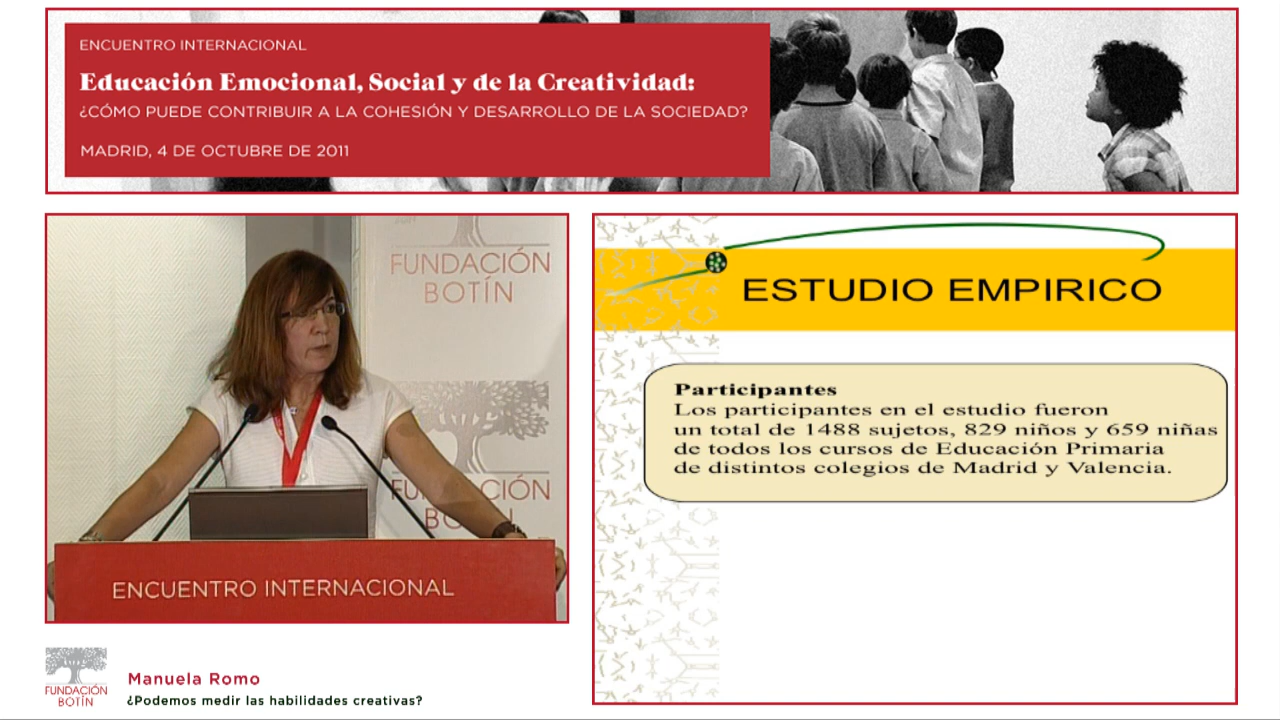 ENCUENTRO INTERNACIONAL
Educación Emocional, Social y de la Creatividad:
¿CÓMO PUEDE CONTRIBUIR A LA COHESIÓN Y DESARROLLO DE LA SOCIEDAD?
MADRID, 4 DE OCTUBRE DE 2011
FUNDACIÓN
BOTÍN
FUNDACIÓN
ENCUENTRO INTERNACIONAL
ESTUDIO EMPIRICO
Participantes
Los participantes en el estudio fueron
un total de 1488 sujetos, 829 niños y 659 niñas
de todos los cursos de Educación Primaria
de distintos colegios de Madrid y Valencia.
FUNDACIÓN
BOTÍN
Manuela Romo
¿Podemos medir las habilidades creativas?